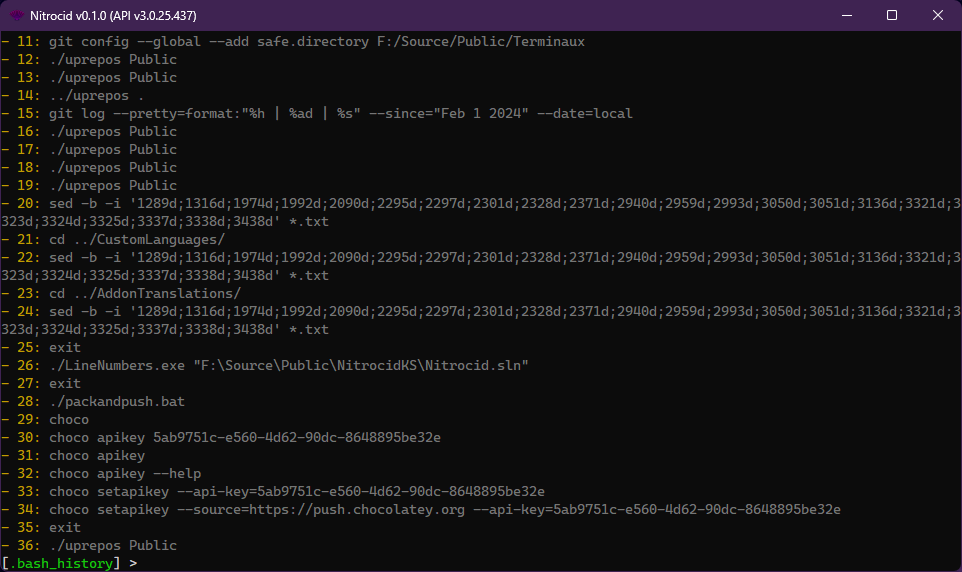 Nitrocid v0.1.0 (API v3.0.25.437)
- 11: git config --global --add safe.directory F:/Source/Public/Terminaux
- 12: ./uprepos Public
- 13: ./uprepos Public
- 14: ../uprepos .
- 15: git log --pretty=format:"%h | %ad | %s" --since="Feb 1 2024" --date=local
- 16: ./uprepos Public
- 17: ./uprepos Public
- 18: ./uprepos Public
- 19: ./uprepos Public
- 20: sed -b -i '1289d;1316d;1974d;1992d;2090d;2295d;2297d;2301d;2328d;2371d;2940d;2959d;2993d;3050d;3051d;3136d;3321d;3
323d;3324d;3325d;3337d;3338d;3438d' *.txt
- 21: cd ../CustomLanguages/
- 22: sed -b -i '1289d;1316d;1974d;1992d;2090d;2295d;2297d;2301d;2328d;2371d;2940d;2959d;2993d;3050d;3051d;3136d;3321d;3
323d;3324d;3325d;3337d;3338d;3438d' *.txt
- 23: cd ../AddonTranslations/
- 24: sed -b -i '1289d;1316d;1974d;1992d;2090d;2295d;2297d;2301d;2328d;2371d;2940d;2959d;2993d;3050d;3051d;3136d;3321d;3
323d;3324d;3325d;3337d;3338d;3438d' *.txt
- 25: exit
- 26: ./LineNumbers.exe "F:\Source\Public\NitrocidKS\Nitrocid.sln"
- 27: exit
- 28: ./packandpush.bat
- 29: choco
- 30: choco apikey 5ab9751c-e560-4d62-90dc-8648895be32e
- 31: choco apikey
- 32: choco apikey --help
- 33: choco setapikey --api-key=5ab9751c-e560-4d62-90dc-8648895be32e
- 34: choco setapikey --source=https://push.chocolatey.org --api-key=5ab9751c-e560-4d62-90dc-8648895be32e
- 35: exit
- 36: ./uprepos Public
[.bash_history] >